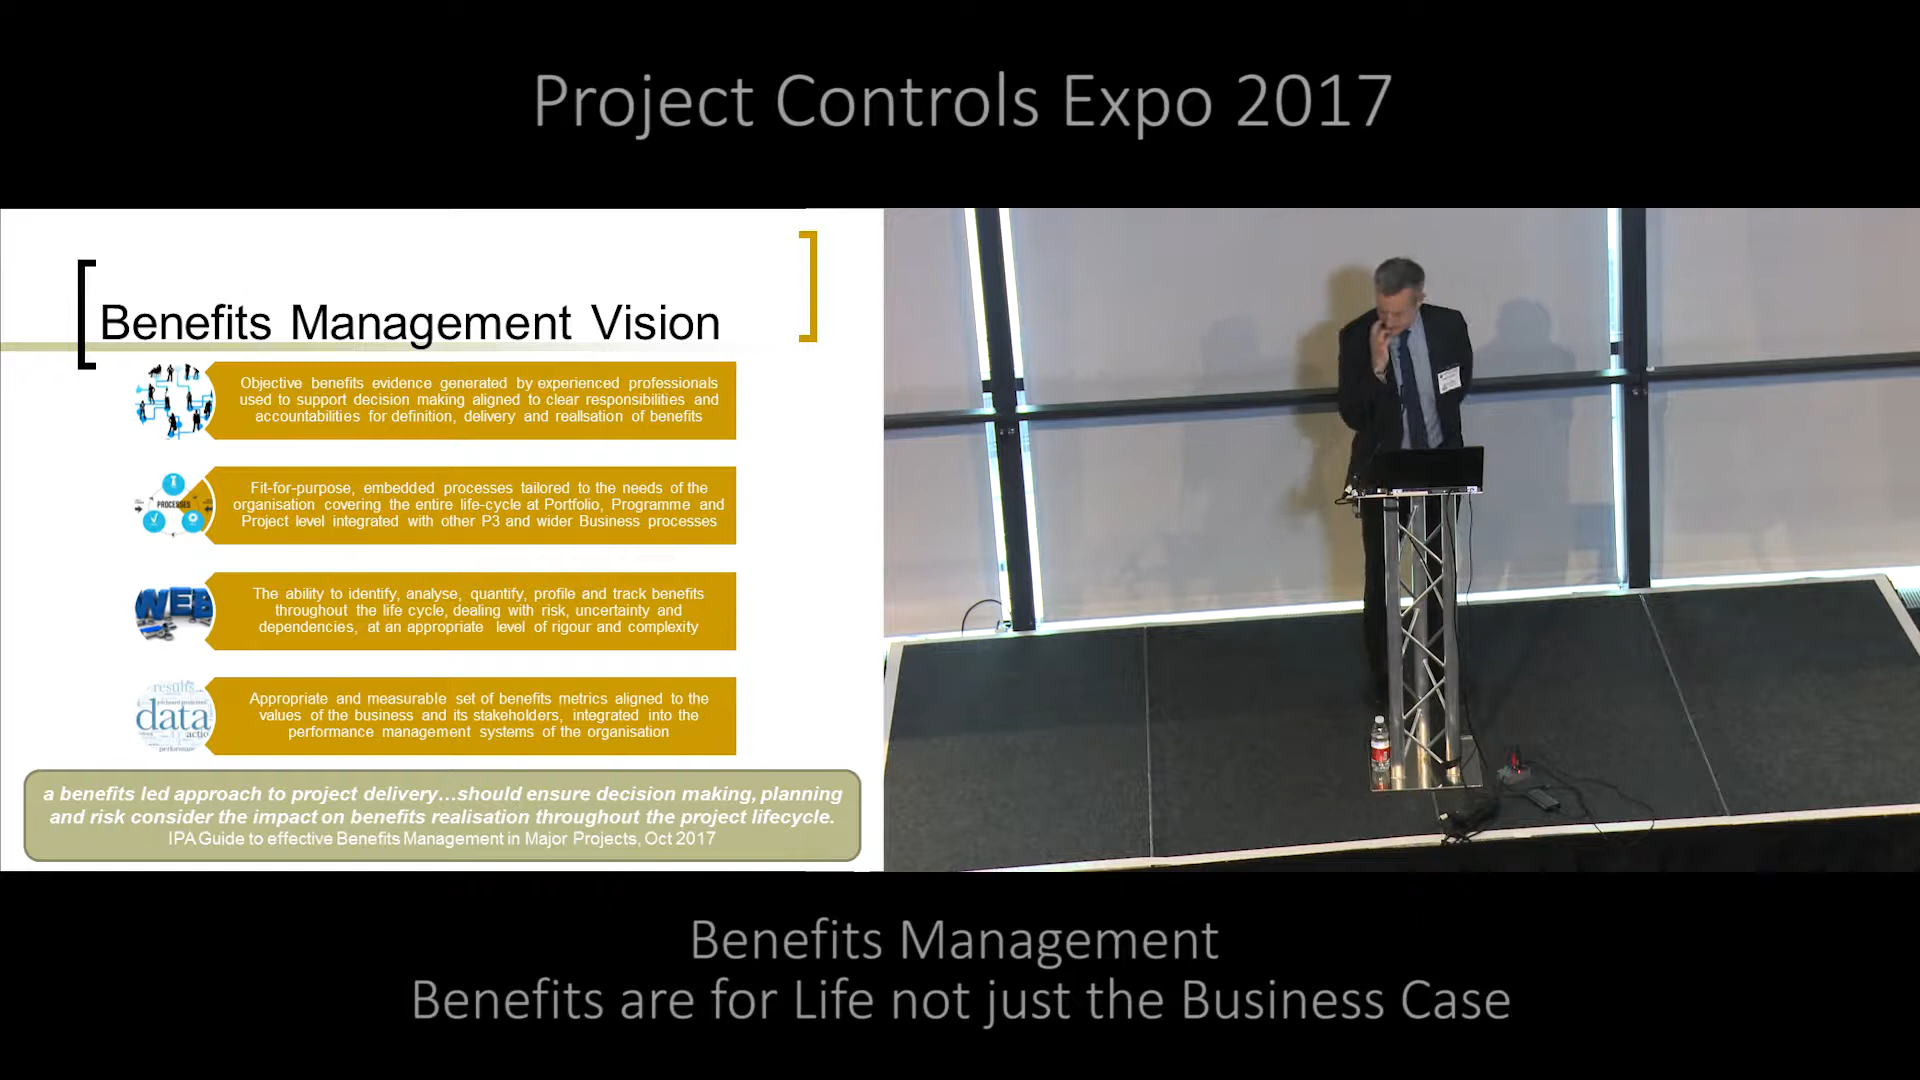 Project Controls Expo 2017
Benefits Management Vision
Objective benefits evidence generated by experienced professionals
used to support decision making aligned to clear responsibilities and
accountabilities for definition, delivery and reallsation of benefits
PROCESSES
Fit-for-purpose, embedded processes tailored to the needs of the
organisation covering the entire life-cycle at Portfolio, Programme and
Project level integrated with other P3 and wider Business processes
WEB
The ability to identify, analyse, quantify, profile and track benefits
throughout the life cycle, dealing with risk, uncertainty and
dependencies, at an appropriate level of rigour and complexity
results
data
action
performance
Appropriate and measurable set of benefits metrics aligned to the
values of the business and its stakeholders, integrated into the
performance management systems of the organisation
a benefits led approach to project delivery…should ensure decision making, planning
and risk consider the impact on benefits realisation throughout the project lifecycle.
IPA Guide to effective Benefits Management in Major Projects, Oct 2017
Benefits Management
Benefits are for Life not just the Business Case